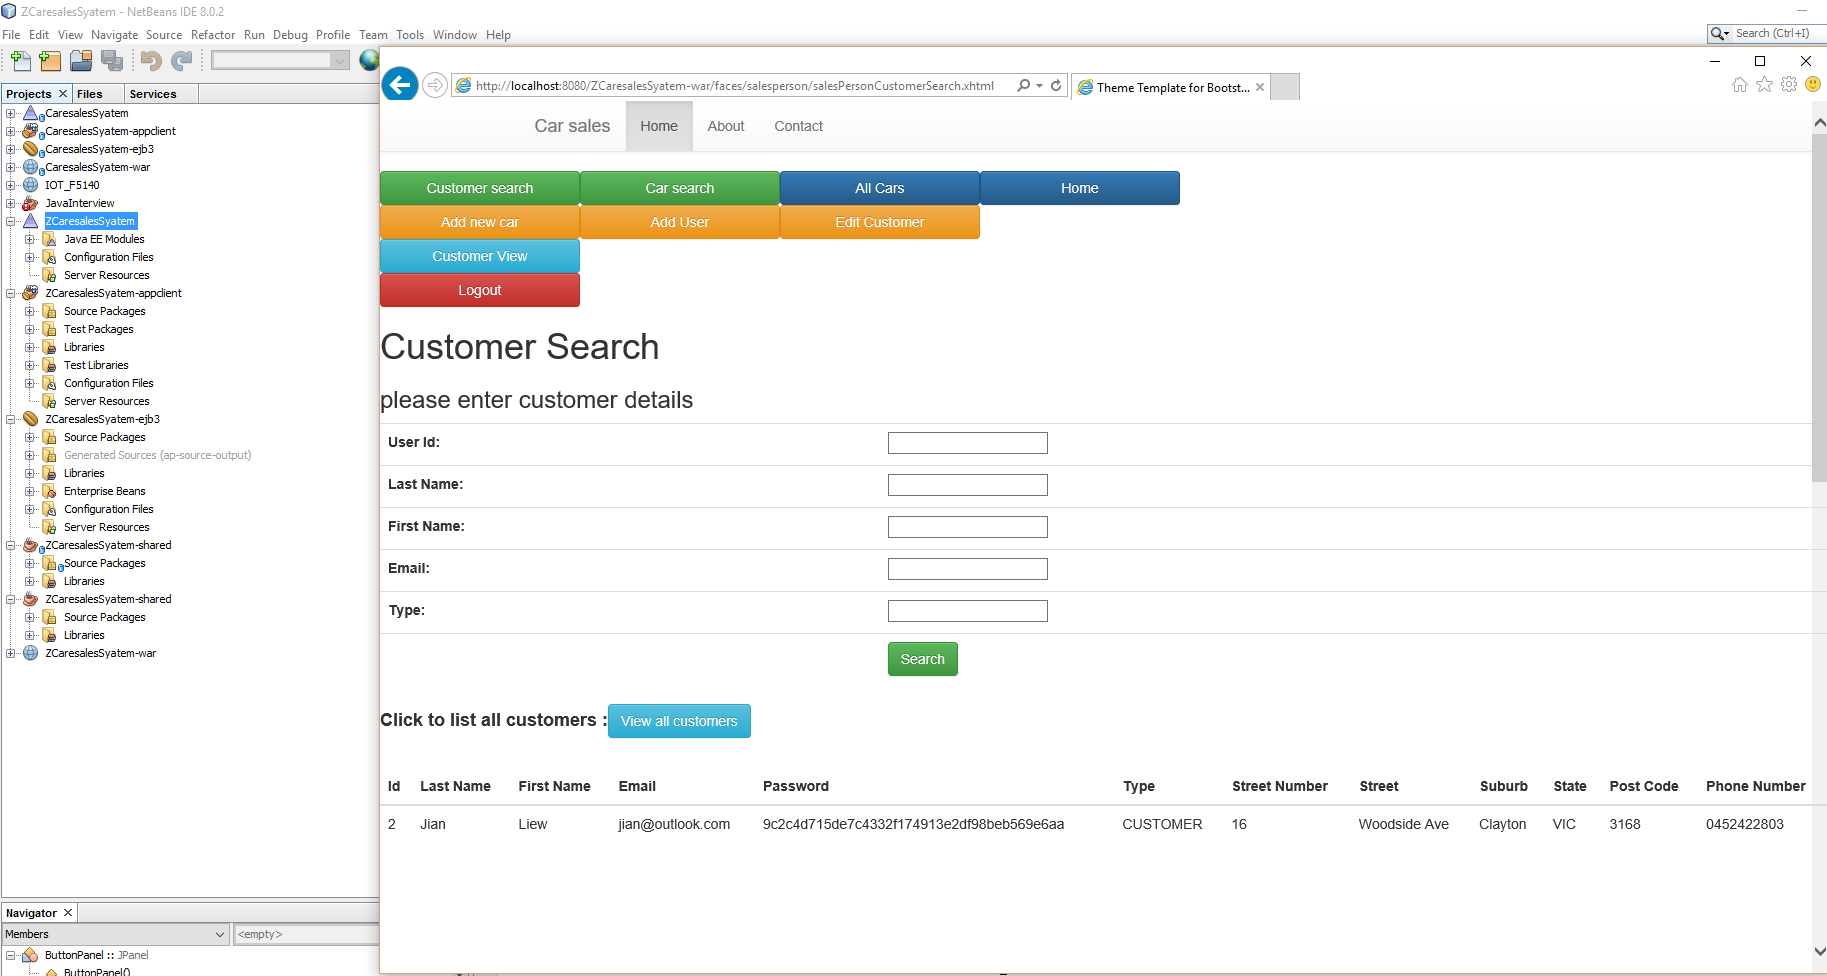 ZCaresalesSyatem - NetBeans IDE 8.0.2
File Edit View Navigate Source Refactor Run Debug Profile Team Tools Window Help
Search (Ctrl+I)
Projects Files Services
CaresalesSyatem
CaresalesSyatem-appclient
CaresalesSyatem-ejb3
CaresalesSyatem-war
IOT_F5140
JavaInterview
ZCaresalesSyatem
Java EE Modules
Configuration Files
Server Resources
ZCaresalesSyatem-appclient
Source Packages
Test Packages
Libraries
Test Libraries
Configuration Files
Server Resources
ZCaresalesSyatem-ejb3
Source Packages
Generated Sources (ap-source-output)
Libraries
Enterprise Beans
Configuration Files
Server Resources
ZCaresalesSyatem-shared
Source Packages
Libraries
ZCaresalesSyatem-shared
Source Packages
Libraries
ZCaresalesSyatem-war
Navigator
Members
<empty>
ButtonPanel :: JPanel
ButtonPanel()
http://localhost:8080/ZCaresalesSyatem-war/faces/salesperson/salesPersonCustomerSearch.xhtml
Theme Template for Bootst...
Car sales Home About Contact
Customer search Car search All Cars Home
Add new car Add User Edit Customer
Customer View
Logout
Customer Search
please enter customer details
User Id:
Last Name:
First Name:
Email:
Type:
Search
Click to list all customers : View all customers
Id Last Name First Name Email Password Type Street Number Street Suburb State Post Code Phone Number
2 Jian Liew jian@outlook.com 9c2c4d715de7c4332f174913e2df98beb569e6aa CUSTOMER 16 Woodside Ave Clayton VIC 3168 0452422803